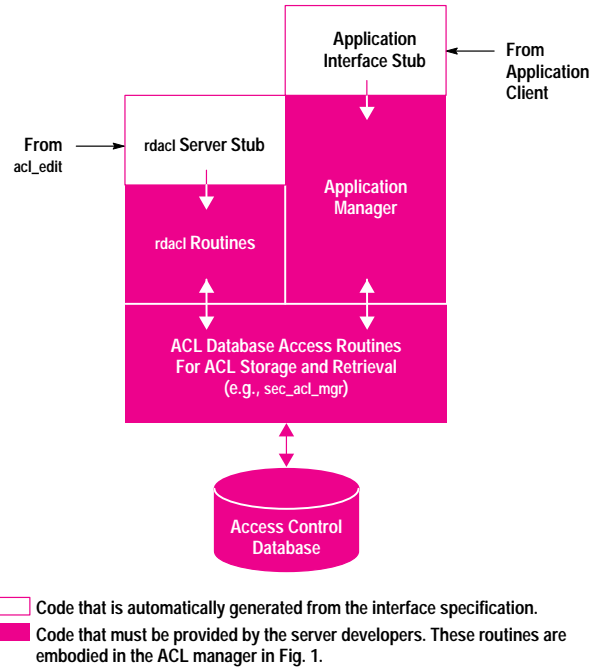 Application
Interface Stub
From
Application
Client
From
acl_edit
rdacl Server Stub
Application
Manager
rdacl Routines
ACL Database Access Routines
For ACL Storage and Retrieval
(e.g., sec_acl_mgr)
Access Control
Database
Code that is automatically generated from the interface specification.
Code that must be provided by the server developers. These routines are
embodied in the ACL manager in Fig. 1.